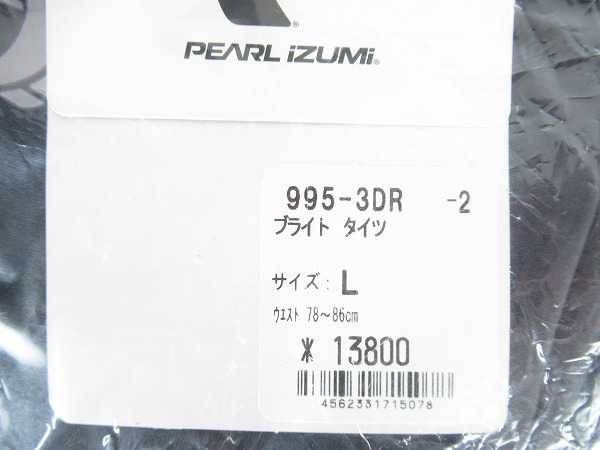 PEARL iZUMi®
995-3DR -2
ブライト タイツ
サイズ: L
ウエスト 78~86cm
¥ 13800
4562331715078